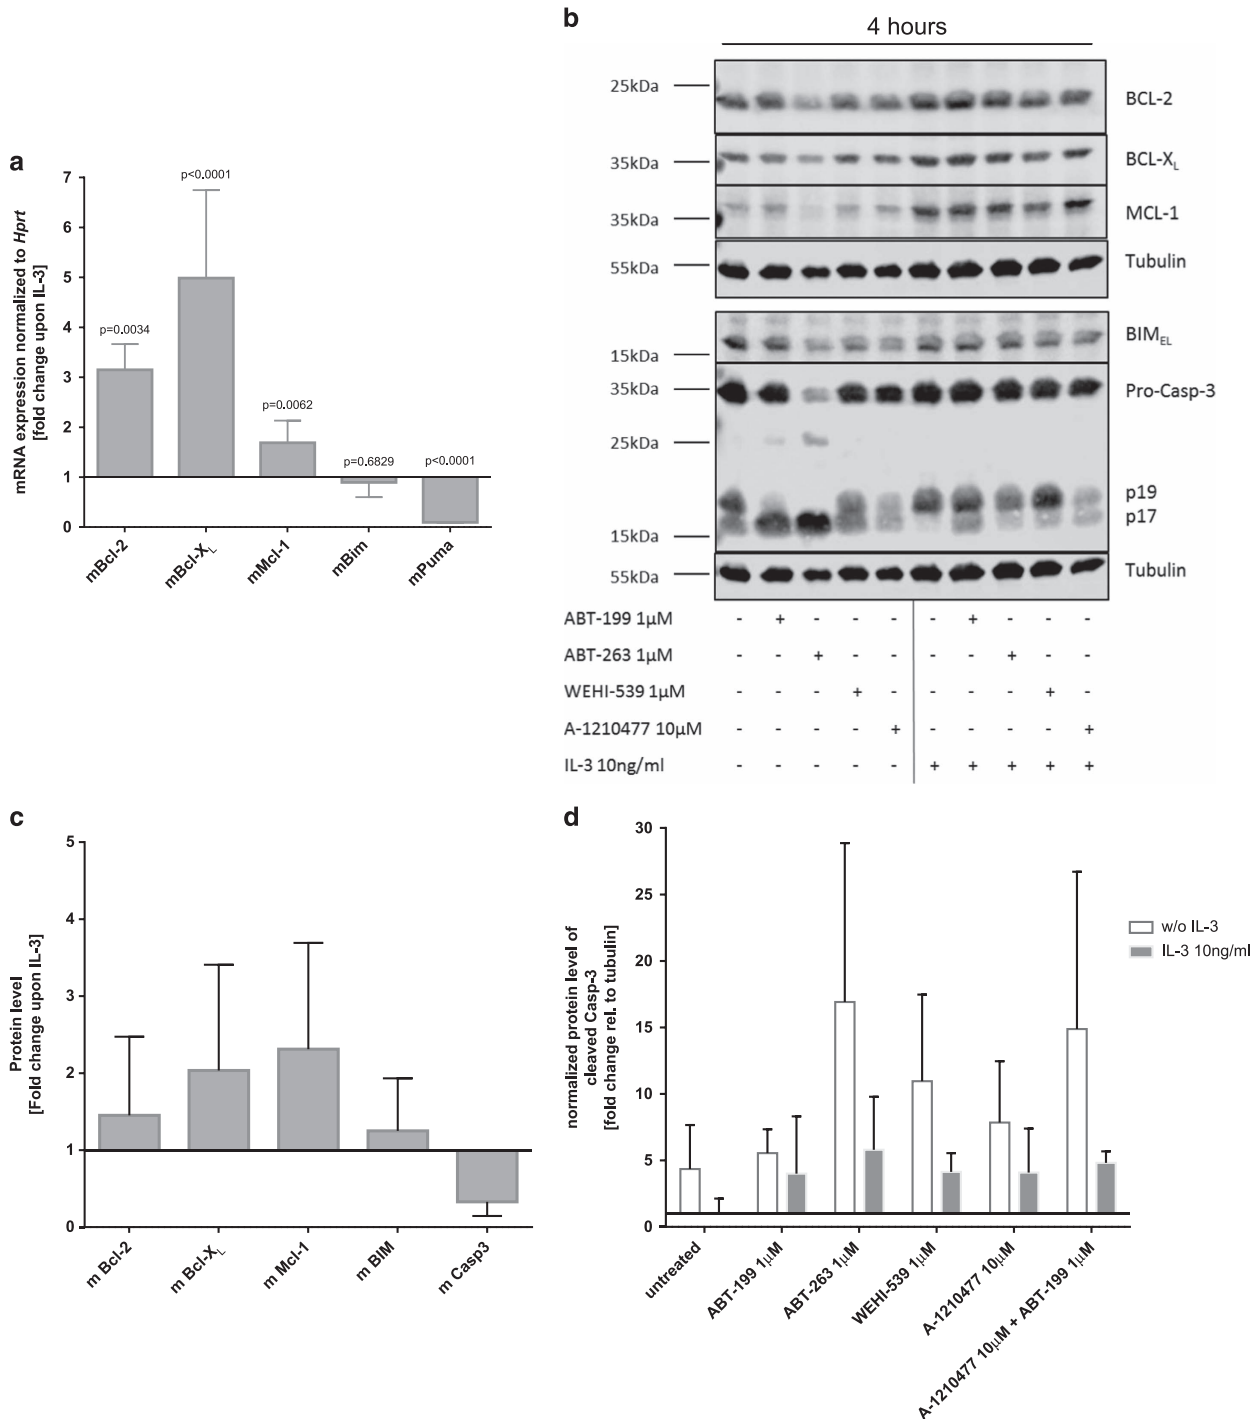 a
mRNA expression normalized to Hprt
[fold change upon IL-3]
7
6
5
4
3
2
1
0
p=0.0034
p<0.0001
p=0.0062
p=0.6829
p<0.0001
mBcl-2
mBcl-XL
mMcl-1
mBim
mPuma
b
4 hours
25kDa
BCL-2
35kDa
BCL-XL
35kDa
MCL-1
55kDa
Tubulin
15kDa
BIMEL
35kDa
Pro-Casp-3
25kDa
p19
p17
15kDa
55kDa
Tubulin
ABT-199 1µM - + - - - - + - - -
ABT-263 1µM - - + - - - - + - -
WEHI-539 1µM - - - + - - - - + -
A-1210477 10µM - - - - + - - - - +
IL-3 10ng/ml - - - - - + + + + +
c
Protein level
[Fold change upon IL-3]
5
4
3
2
1
0
m Bcl-2
m Bcl-XL
m Mcl-1
m BIM
m Casp3
d
normalized protein level of
cleaved Casp-3
[fold change rel. to tubulin]
30
25
20
15
10
5
0
w/o IL-3
IL-3 10ng/ml
untreated
ABT-199 1µM
ABT-263 1µM
WEHI-539 1µM
A-1210477 10µM
A-1210477 10µM + ABT-199 1µM